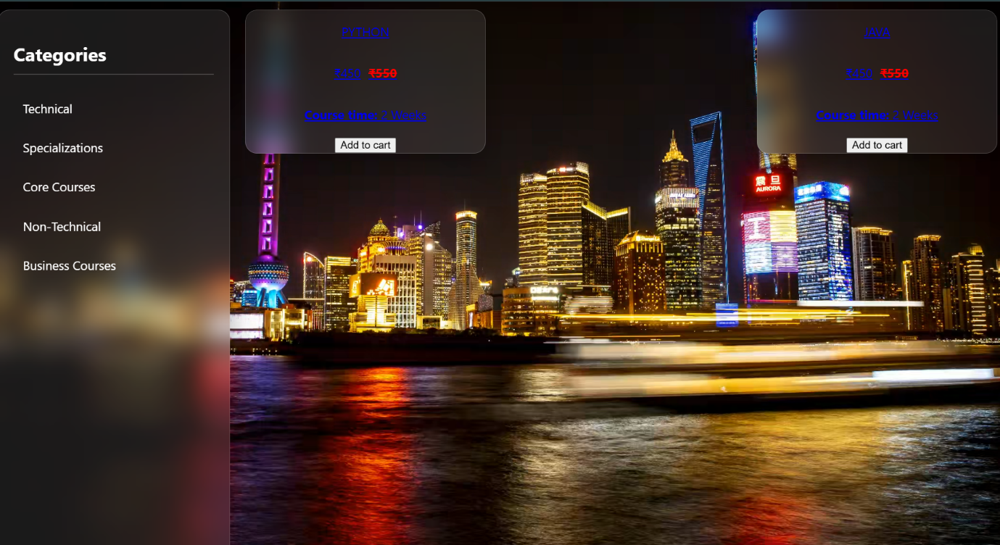 Categories
Technical
Specializations
Core Courses
Non-Technical
Business Courses
PYTHON
₹450 ₹550
Course time: 2 Weeks
Add to cart
JAVA
₹450 ₹550
Course time: 2 Weeks
Add to cart
震旦
AURORA